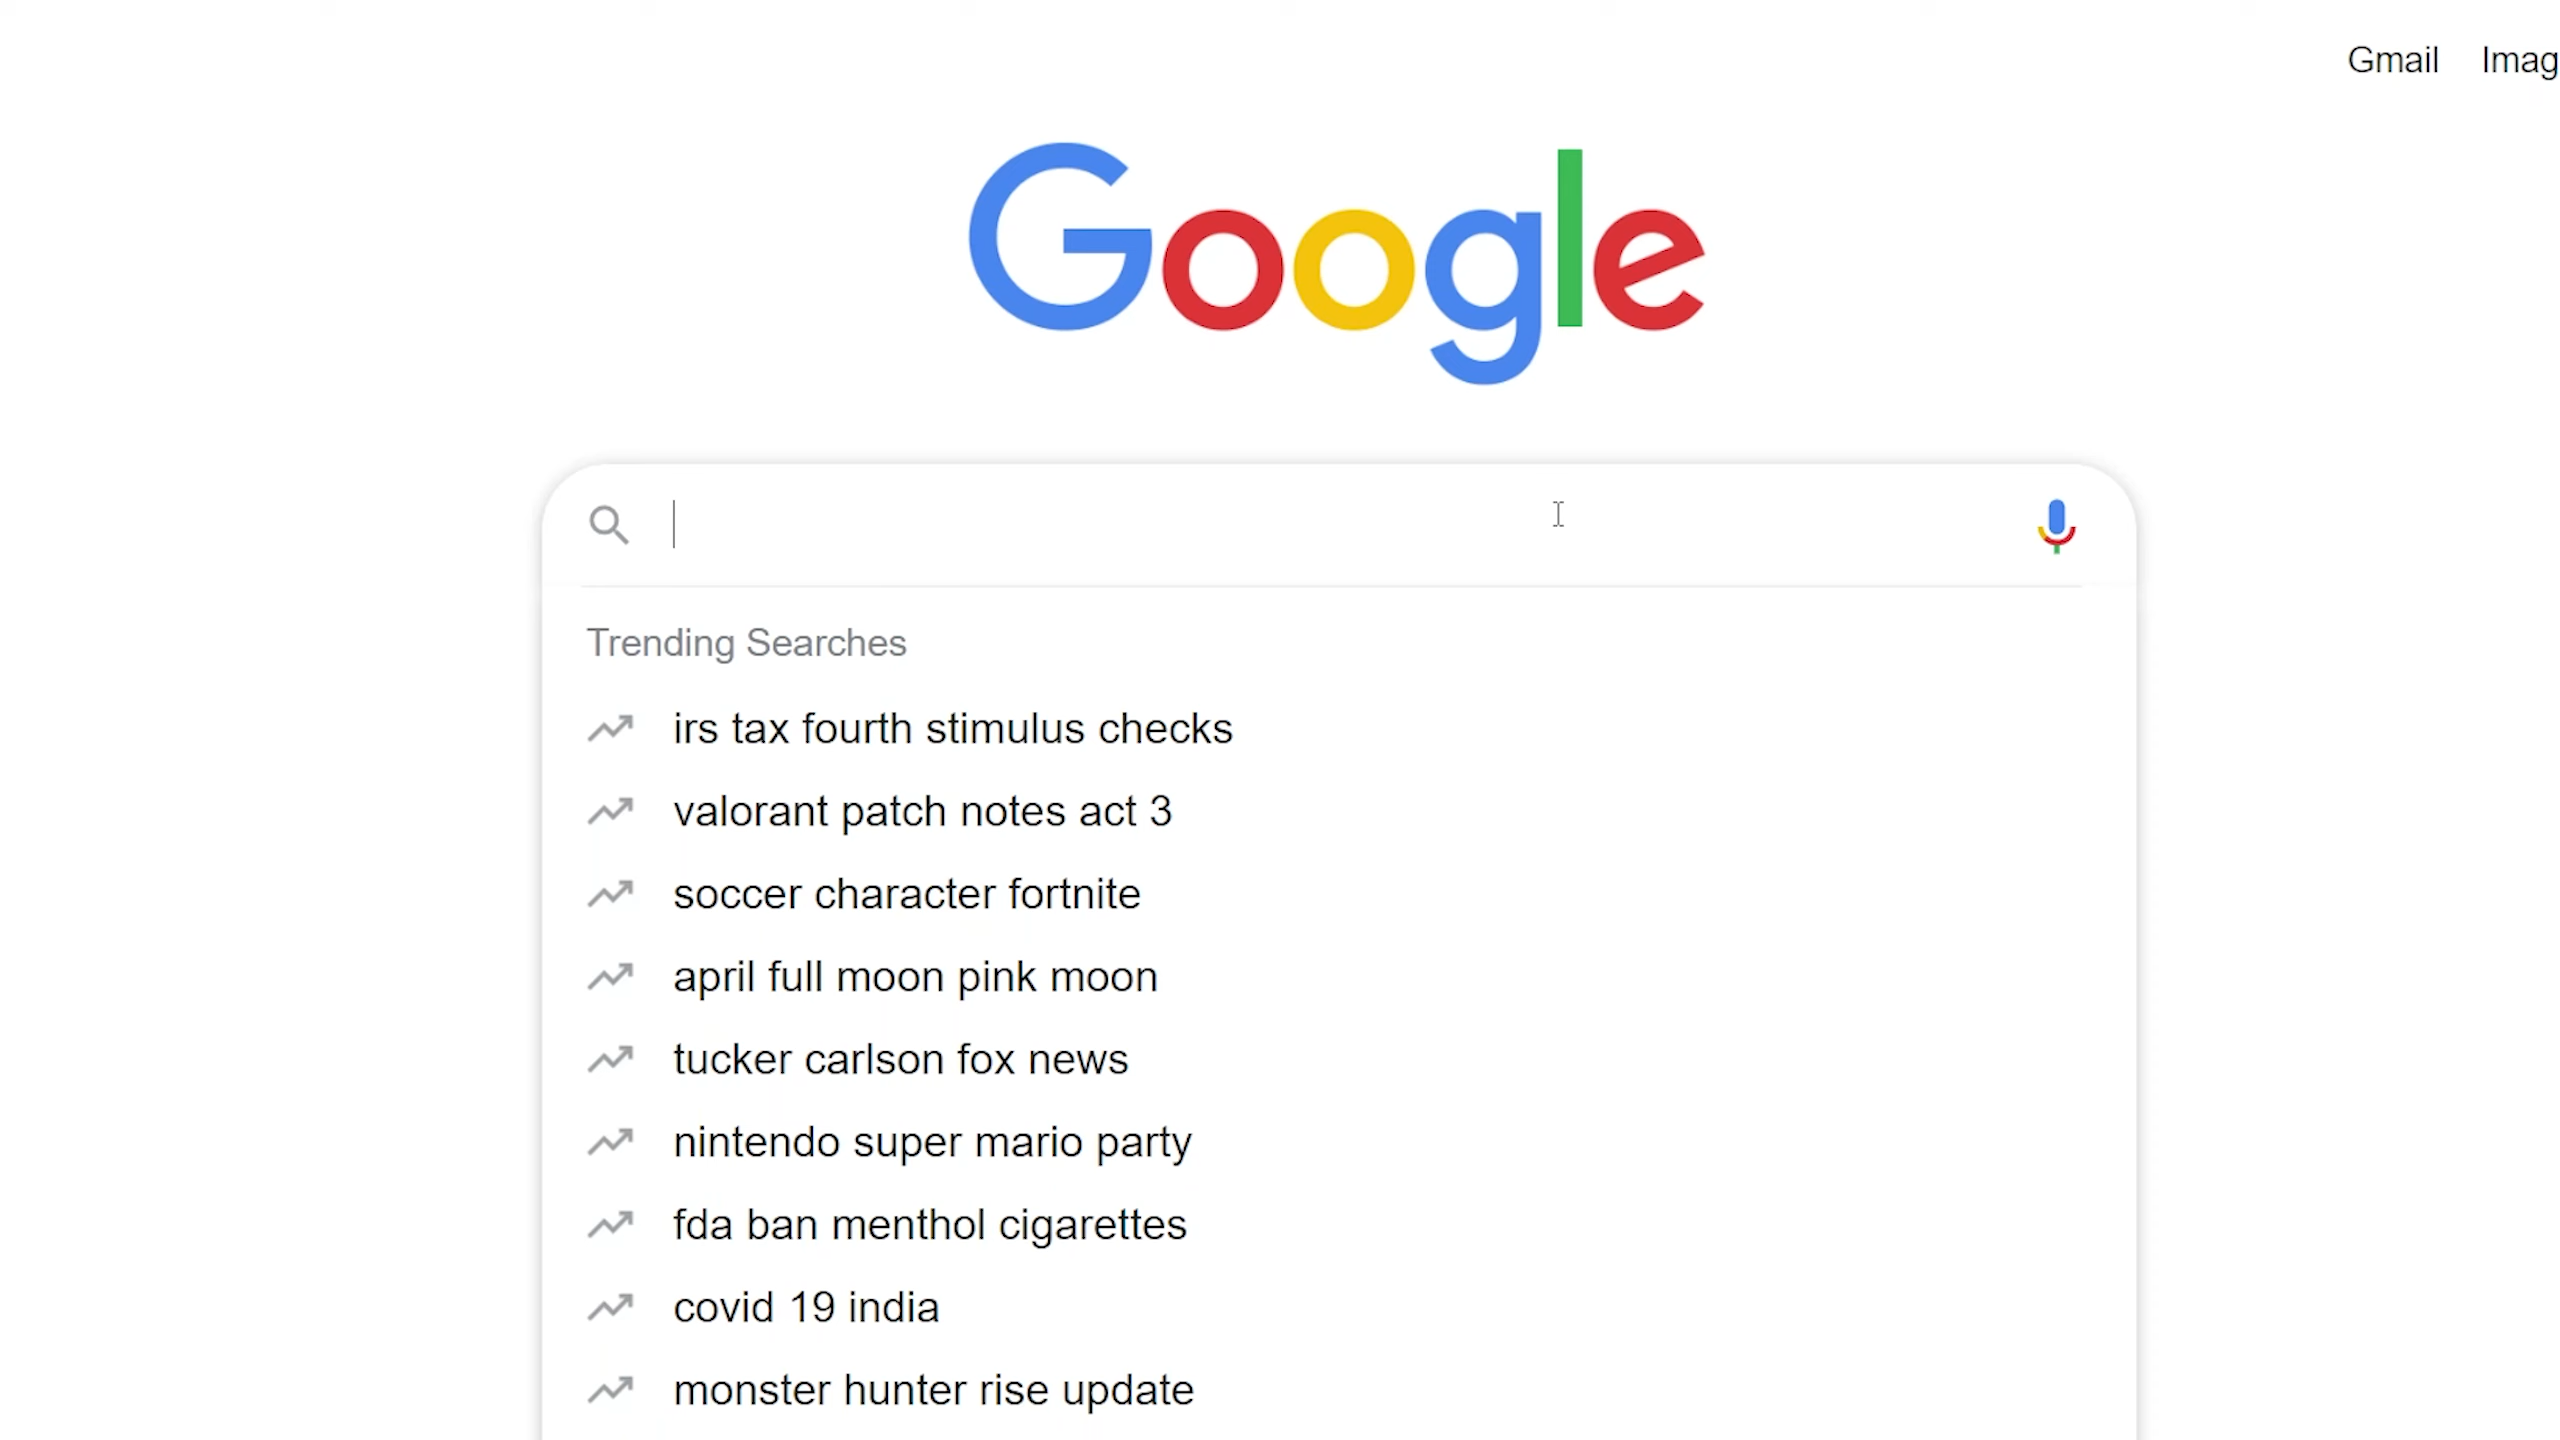 Gmail Imag
Google
Trending Searches
irs tax fourth stimulus checks
valorant patch notes act 3
soccer character fortnite
april full moon pink moon
tucker carlson fox news
nintendo super mario party
fda ban menthol cigarettes
covid 19 india
monster hunter rise update